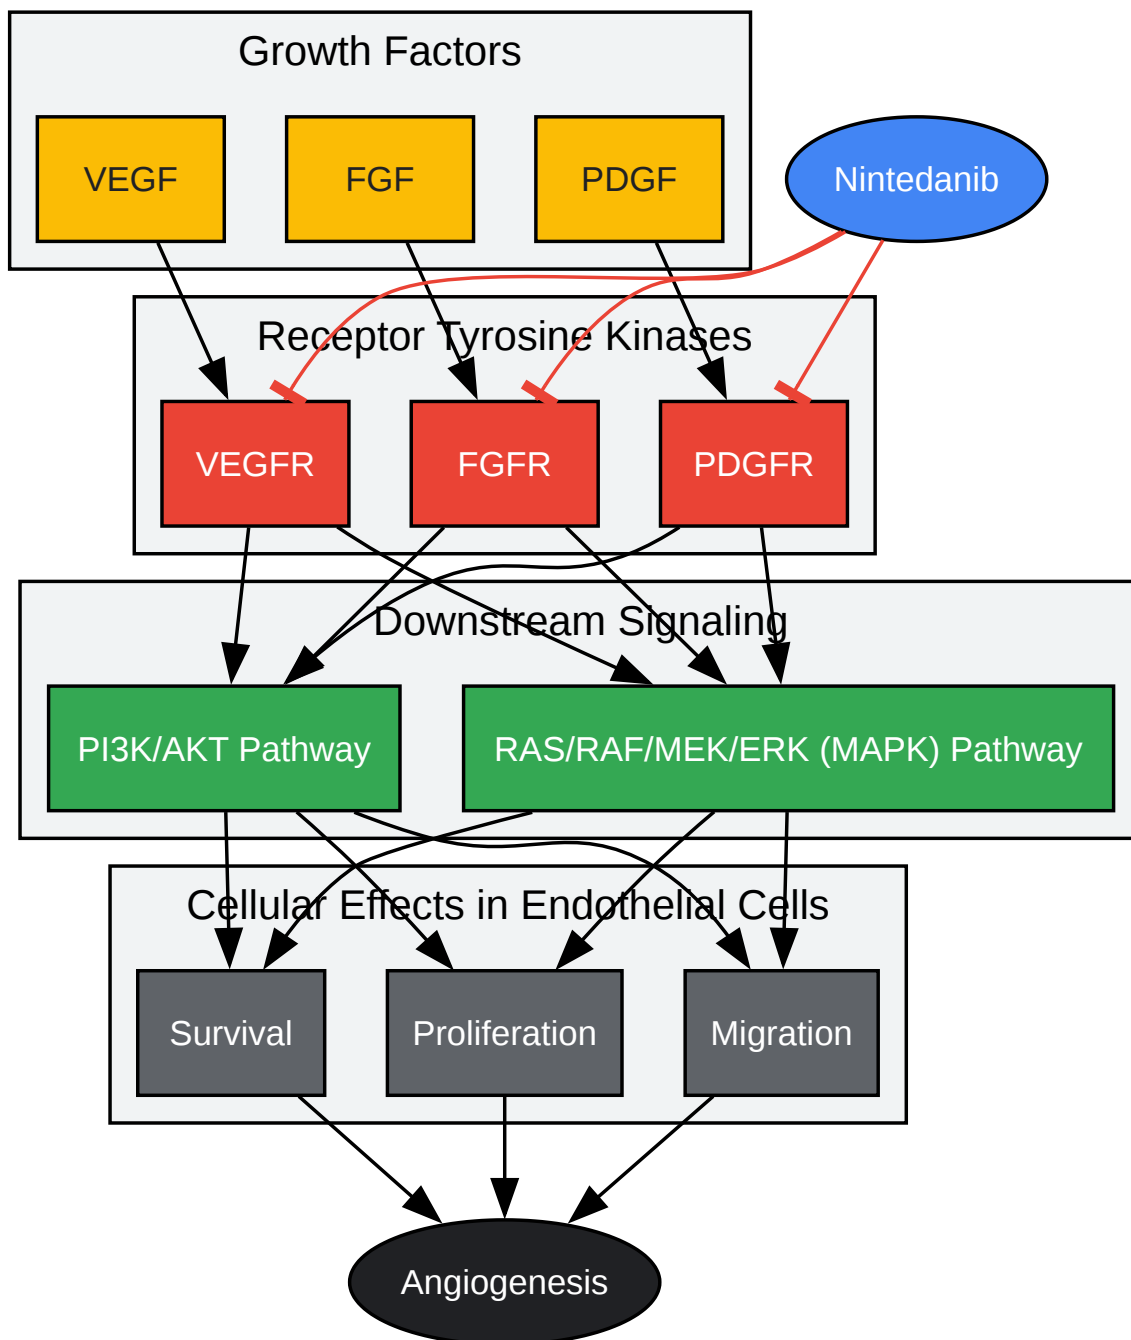 Growth Factors
VEGF
FGF
PDGF
Nintedanib
Receptor Tyrosine Kinases
VEGFR
FGFR
PDGFR
Downstream Signaling
PI3K/AKT Pathway
RAS/RAF/MEK/ERK (MAPK) Pathway
Cellular Effects in Endothelial Cells
Survival
Proliferation
Migration
Angiogenesis